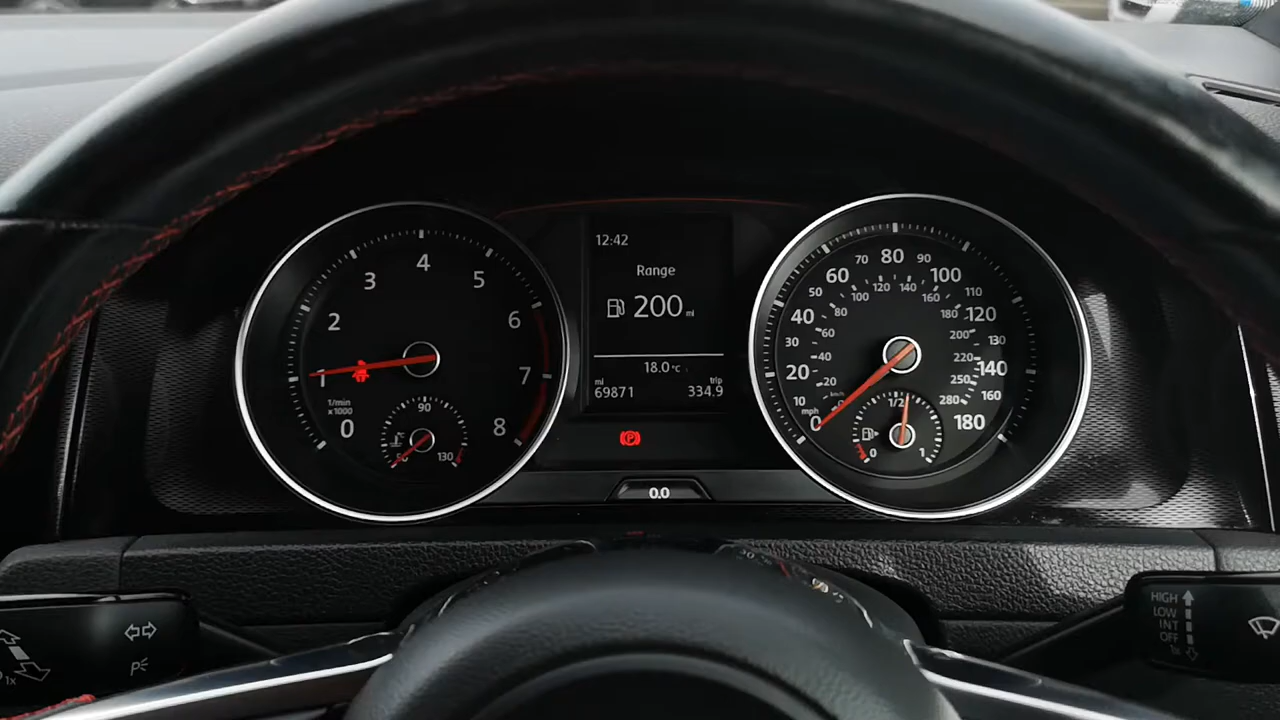 12:42
Range
200 mi
18.0°C
mi trip
69871 334.9
0.0
1 2 3 4 5 6 7 8
0
1/min
x1000
50 90 130
0 10 20 30 40 50 60 70 80 90 100 110 120 130 140 160 180
mph
km/h
0 20 40 60 80 100 120 140 160 180 200 220 250 280
0 1/2 1
P
1x
HIGH
LOW
INT
OFF
1x